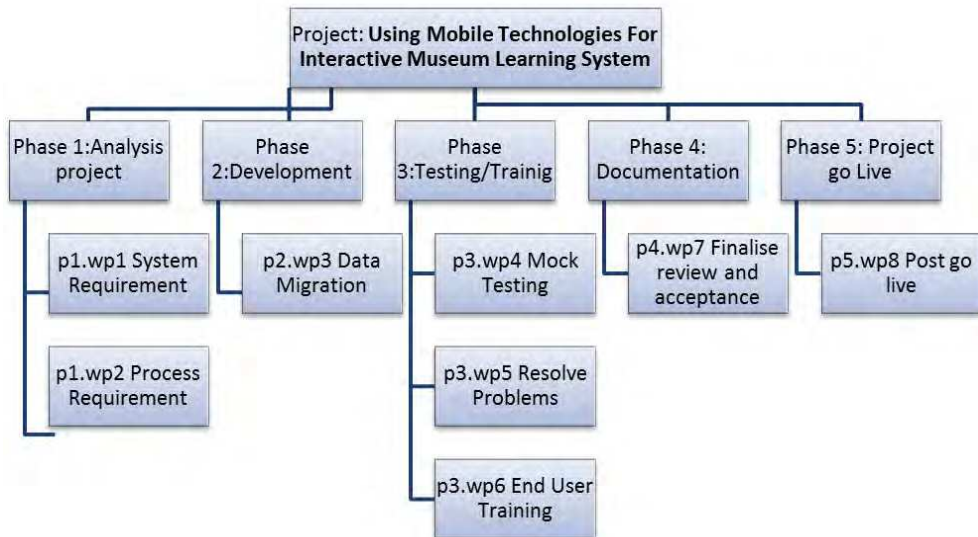 Project: Using Mobile Technologies For
Interactive Museum Learning System
Phase 1:Analysis
project
Phase
2:Development
Phase
3:Testing/Trainig
Phase 4:
Documentation
Phase 5: Project
go Live
p1.wp1 System
Requirement
p2.wp3 Data
Migration
p3.wp4 Mock
Testing
p4.wp7 Finalise
review and
acceptance
p5.wp8 Post go
live
p1.wp2 Process
Requirement
p3.wp5 Resolve
Problems
p3.wp6 End User
Training